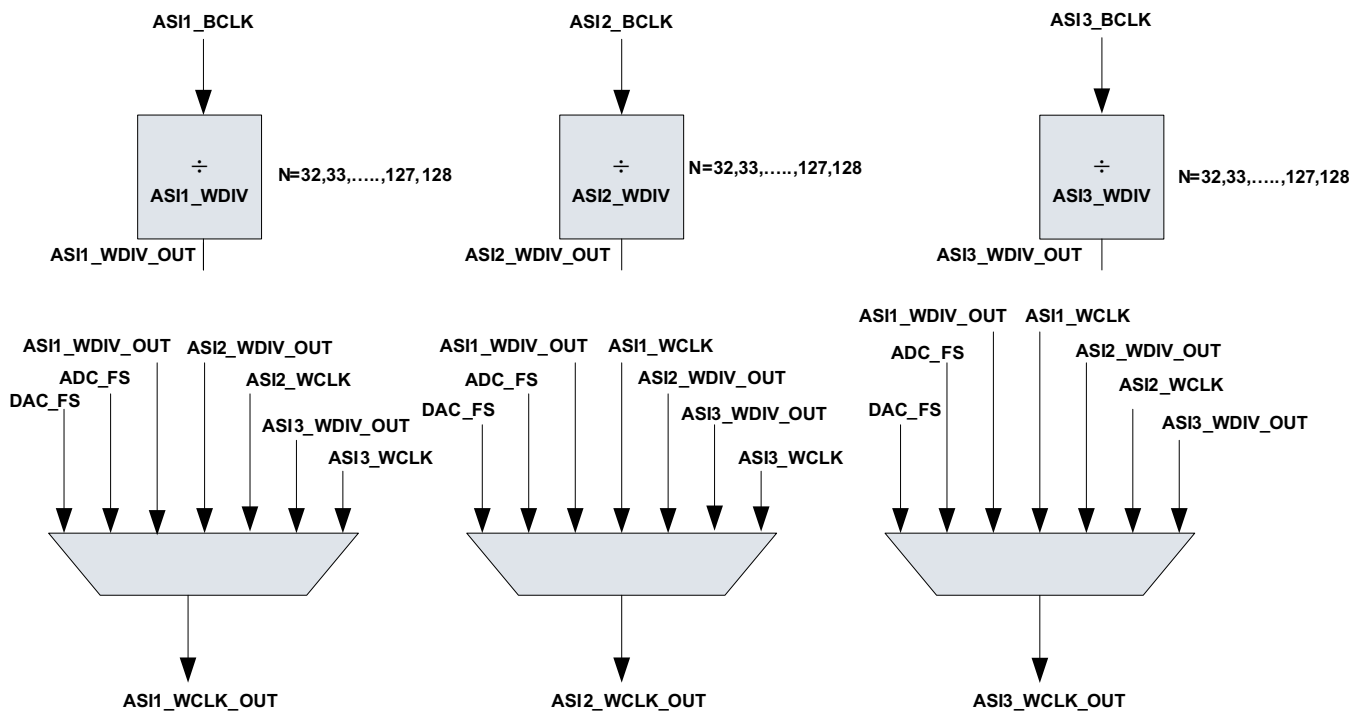 ASI1_BCLK
ASI2_BCLK
ASI3_BCLK
÷
ASI1_WDIV
N=32,33,.....,127,128
÷
ASI2_WDIV
N=32,33,.....,127,128
÷
ASI3_WDIV
N=32,33,.....,127,128
ASI1_WDIV_OUT
ASI2_WDIV_OUT
ASI3_WDIV_OUT
ASI1_WDIV_OUT
ASI2_WDIV_OUT
ADC_FS
ASI2_WCLK
DAC_FS
ASI3_WDIV_OUT
ASI3_WCLK
ASI1_WDIV_OUT
ASI1_WCLK
ADC_FS
ASI2_WDIV_OUT
DAC_FS
ASI3_WDIV_OUT
ASI3_WCLK
ASI1_WDIV_OUT
ASI1_WCLK
ADC_FS
ASI2_WDIV_OUT
ASI2_WCLK
DAC_FS
ASI3_WDIV_OUT
ASI1_WCLK_OUT
ASI2_WCLK_OUT
ASI3_WCLK_OUT